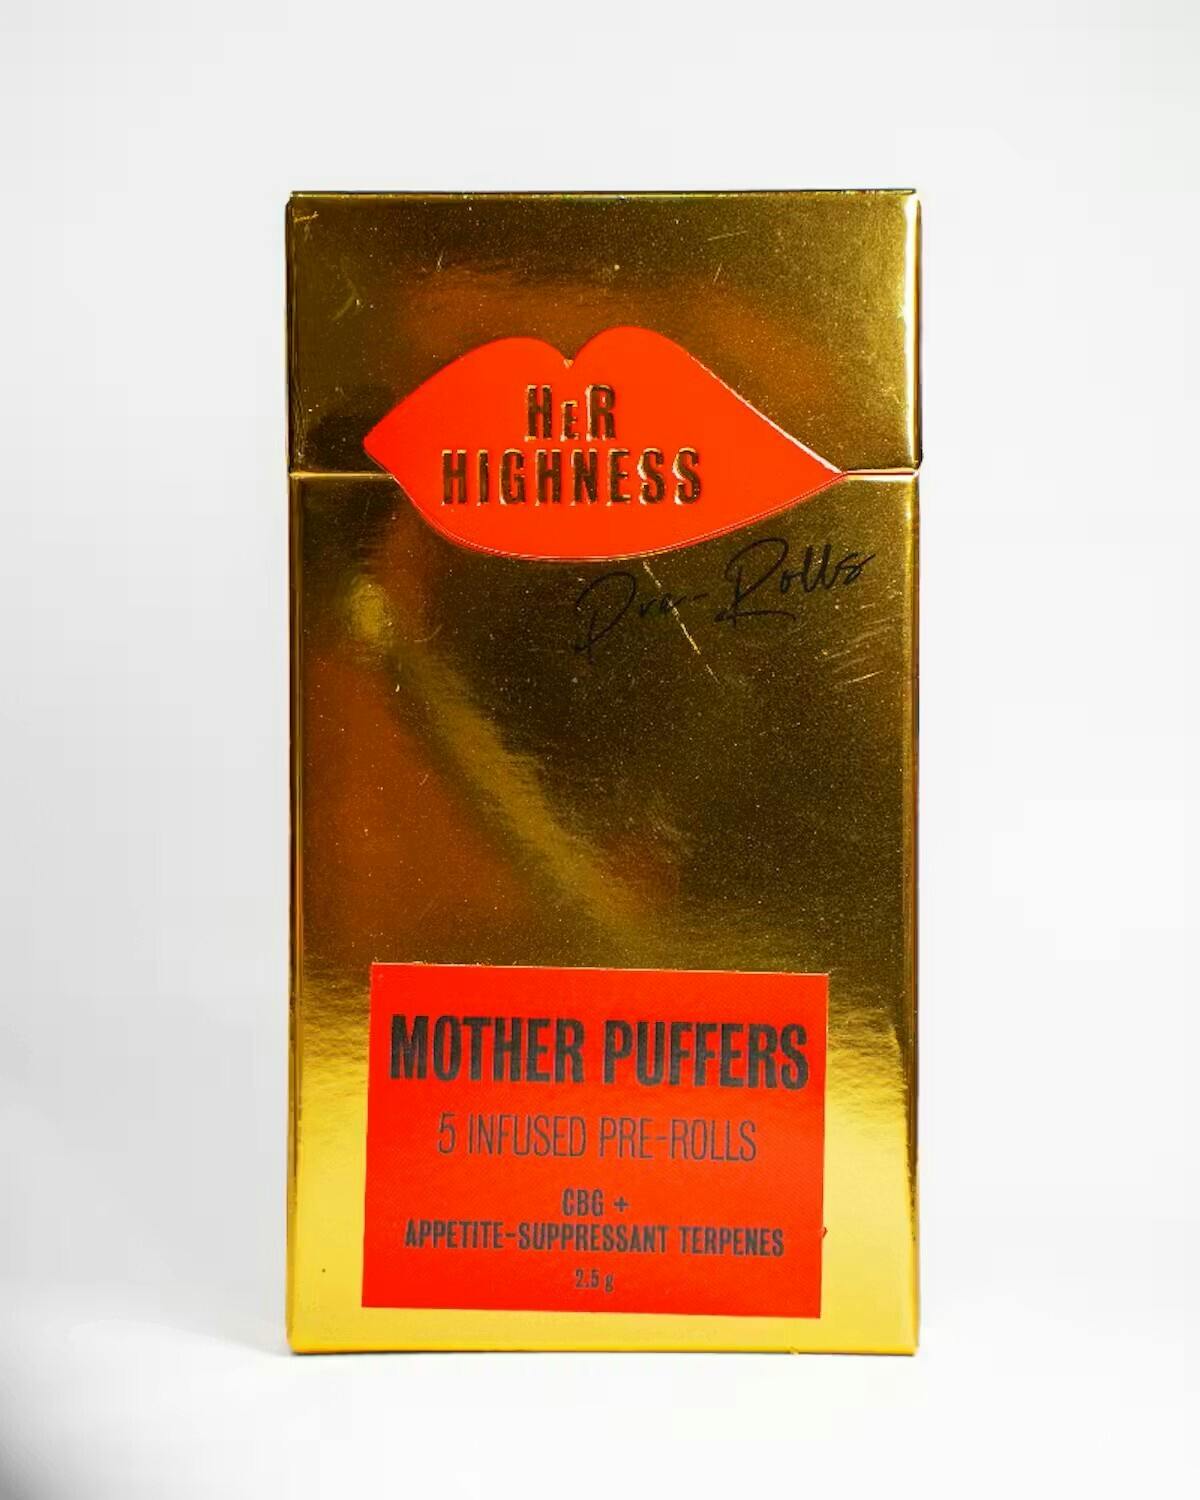 HER
HIGHNESS
Pre-Rolls
MOTHER PUFFERS
5 INFUSED PRE-ROLLS
CBG +
APPETITE-SUPPRESSANT TERPENES
2.5 g